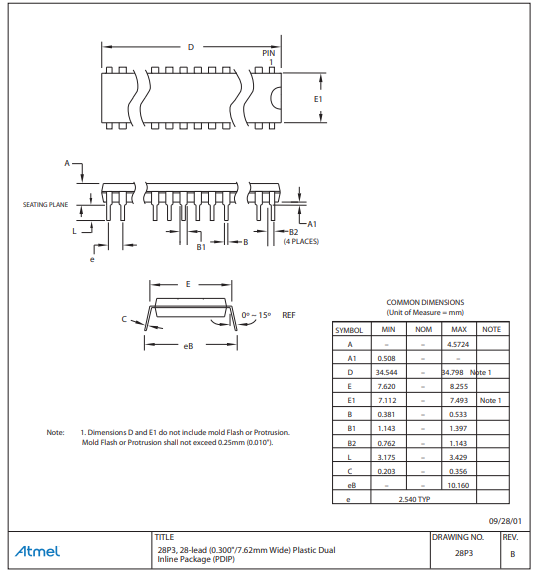 D
PIN
1
E1
A
SEATING PLANE
L
e
B1
B
A1
B2
(4 PLACES)
E
C
0º ~ 15º REF
eB
COMMON DIMENSIONS
(Unit of Measure = mm)
SYMBOL MIN NOM MAX NOTE
A – – 4.5724
A1 0.508 – –
D 34.544 – 34.798 Note 1
E 7.620 – 8.255
E1 7.112 – 7.493 Note 1
B 0.381 – 0.533
B1 1.143 – 1.397
B2 0.762 – 1.143
L 3.175 – 3.429
C 0.203 – 0.356
eB – – 10.160
e 2.540 TYP
Note: 1. Dimensions D and E1 do not include mold Flash or Protrusion.
Mold Flash or Protrusion shall not exceed 0.25mm (0.010").
09/28/01
Atmel
TITLE
28P3, 28-lead (0.300"/7.62mm Wide) Plastic Dual
Inline Package (PDIP)
DRAWING NO.
28P3
REV.
B